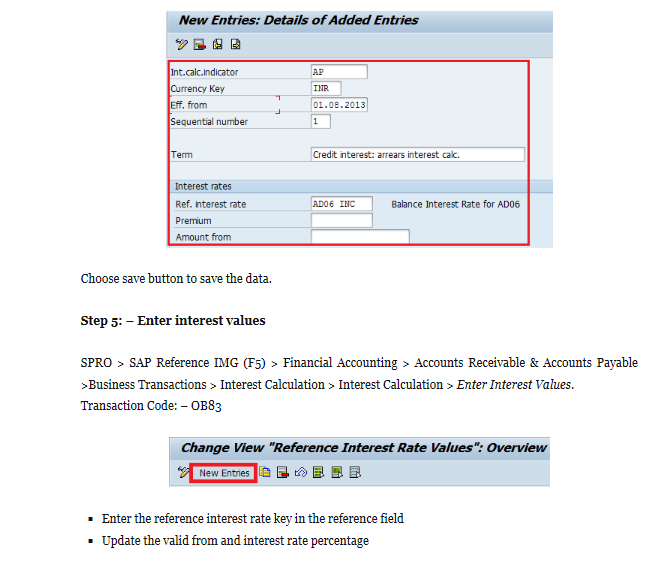 New Entries: Details of Added Entries
Int.calc.indicator AP
Currency Key INR
Eff. from 01.08.2013
Sequential number 1
Term Credit interest: arrears interest calc.
Interest rates
Ref. interest rate AD06 INC Balance Interest Rate for AD06
Premium
Amount from
Choose save button to save the data.
Step 5: – Enter interest values
SPRO > SAP Reference IMG (F5) > Financial Accounting > Accounts Receivable & Accounts Payable
>Business Transactions > Interest Calculation > Interest Calculation > Enter Interest Values.
Transaction Code: – OB83
Change View "Reference Interest Rate Values": Overview
New Entries
▪ Enter the reference interest rate key in the reference field
▪ Update the valid from and interest rate percentage